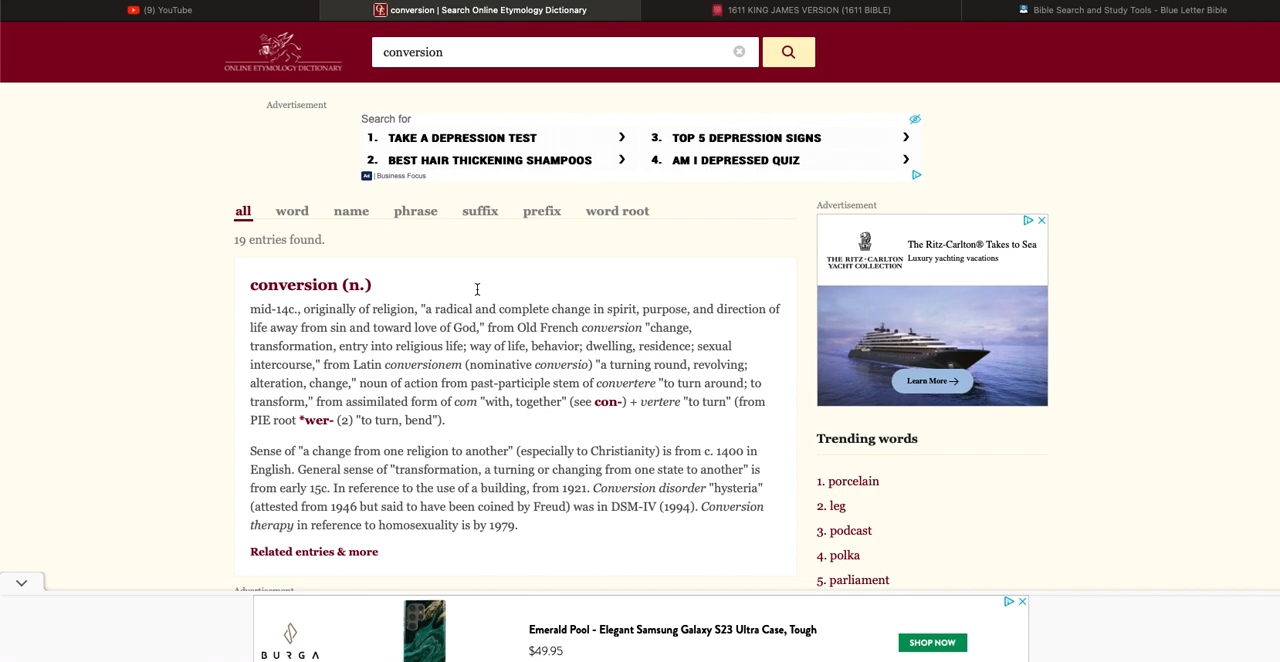 (9) YouTube
conversion | Search Online Etymology Dictionary
1611 KING JAMES VERSION (1611 BIBLE)
Bible Search and Study Tools - Blue Letter Bible
ONLINE ETYMOLOGY DICTIONARY
conversion
Advertisement
Search for
1. TAKE A DEPRESSION TEST
3. TOP 5 DEPRESSION SIGNS
2. BEST HAIR THICKENING SHAMPOOS
4. AM I DEPRESSED QUIZ
Ad | Business Focus
all word name phrase suffix prefix word root
19 entries found.
conversion (n.)
mid-14c., originally of religion, "a radical and complete change in spirit, purpose, and direction of
life away from sin and toward love of God," from Old French conversion "change,
transformation, entry into religious life; way of life, behavior; dwelling, residence; sexual
intercourse," from Latin conversionem (nominative conversio) "a turning round, revolving;
alteration, change," noun of action from past-participle stem of convertere "to turn around; to
transform," from assimilated form of com "with, together" (see con-) + vertere "to turn" (from
PIE root *wer- (2) "to turn, bend").
Sense of "a change from one religion to another" (especially to Christianity) is from c. 1400 in
English. General sense of "transformation, a turning or changing from one state to another" is
from early 15c. In reference to the use of a building, from 1921. Conversion disorder "hysteria"
(attested from 1946 but said to have been coined by Freud) was in DSM-IV (1994). Conversion
therapy in reference to homosexuality is by 1979.
Related entries & more
Advertisement
Advertisement
THE RITZ-CARLTON
YACHT COLLECTION
The Ritz-Carlton® Takes to Sea
Luxury yachting vacations
Learn More →
Trending words
1. porcelain
2. leg
3. podcast
4. polka
5. parliament
BURGA
Emerald Pool - Elegant Samsung Galaxy S23 Ultra Case, Tough
$49.95
SHOP NOW